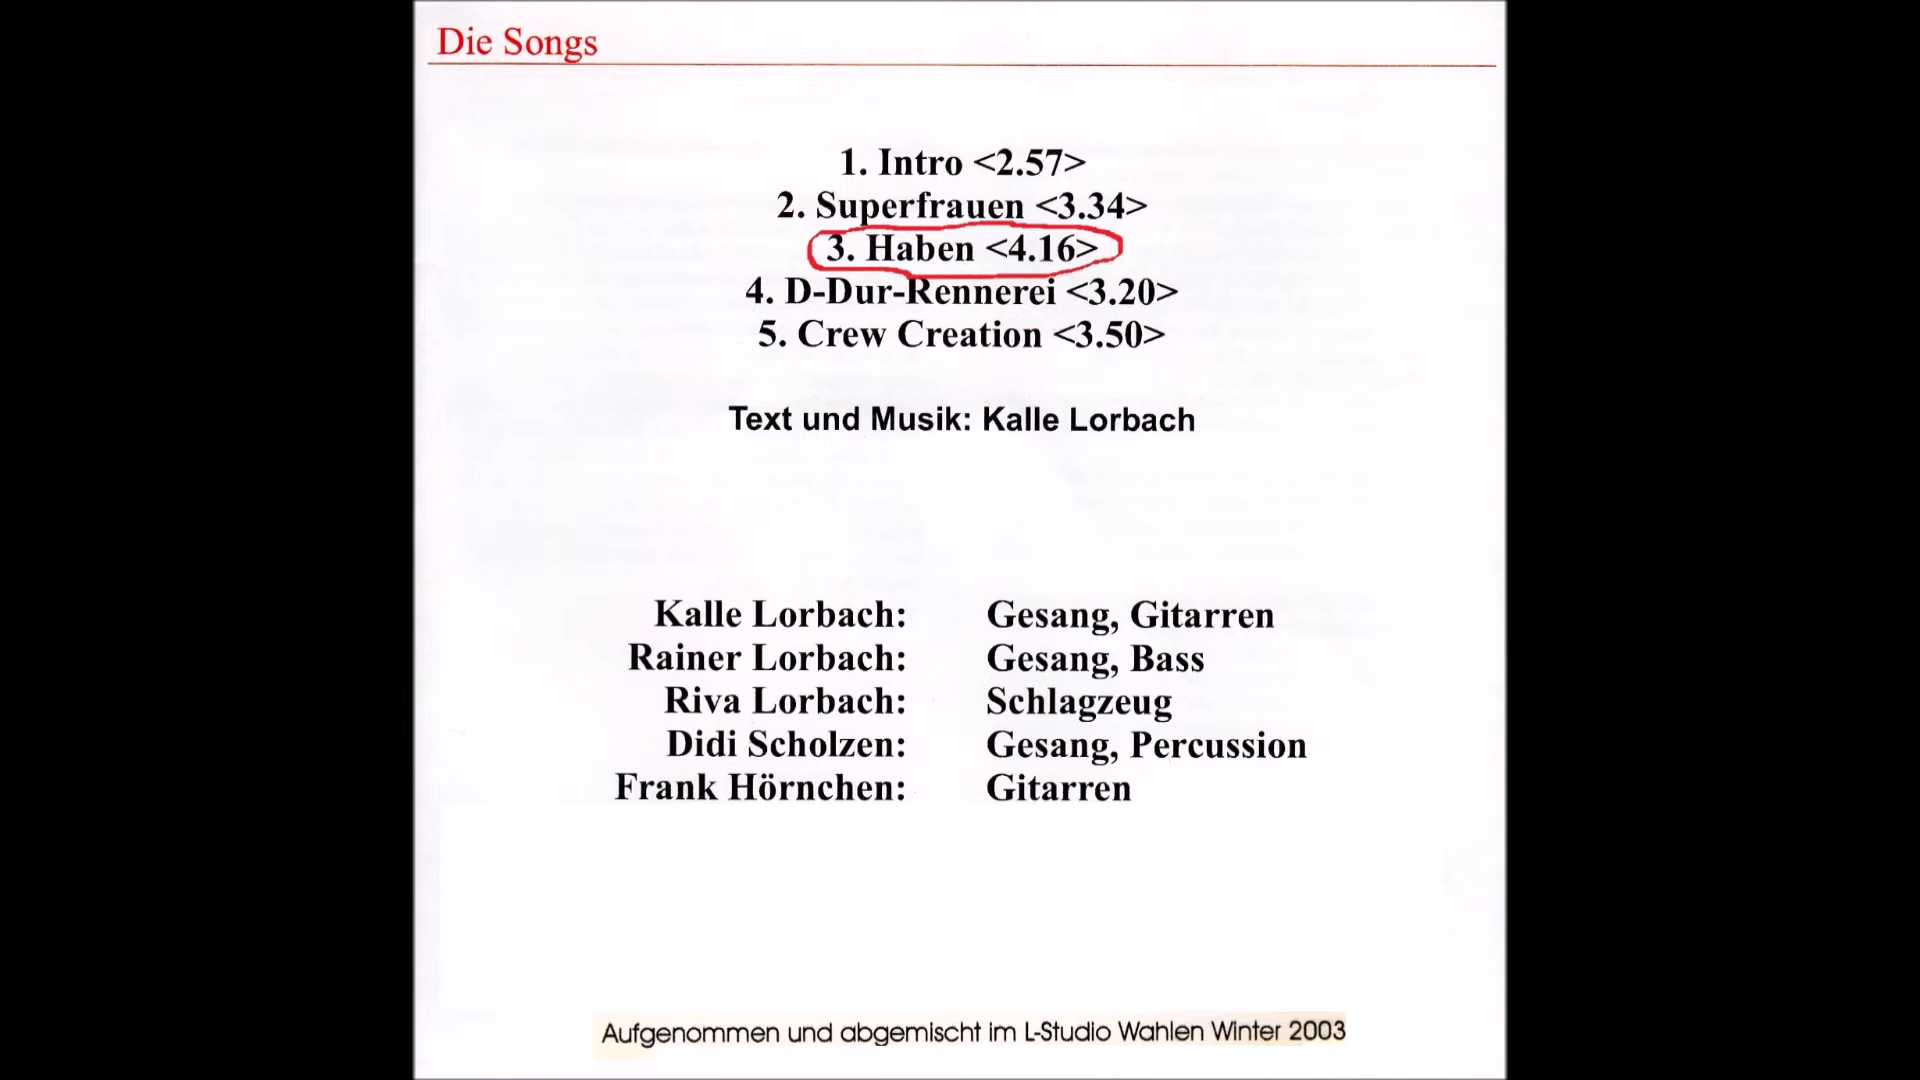 Die Songs
1. Intro <2.57>
2. Superfrauen <3.34>
3. Haben <4.16>
4. D-Dur-Rennerei <3.20>
5. Crew Creation <3.50>
Text und Musik: Kalle Lorbach
Kalle Lorbach: Gesang, Gitarren
Rainer Lorbach: Gesang, Bass
Riva Lorbach: Schlagzeug
Didi Scholzen: Gesang, Percussion
Frank Hörnchen: Gitarren
Aufgenommen und abgemischt im L-Studio Wahlen Winter 2003